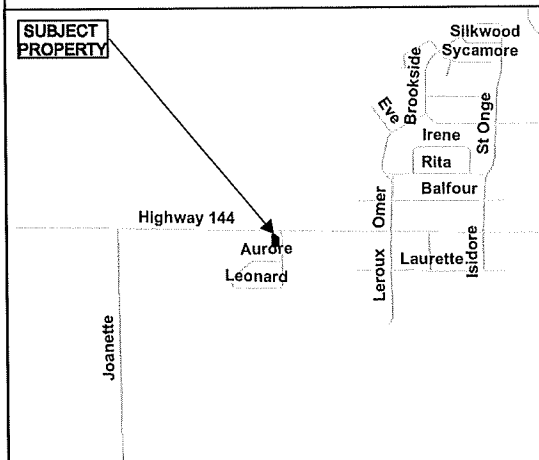 SUBJECT
PROPERTY
Silkwood
Sycamore
Brookside
Eve
St Onge
Irene
Rita
Balfour
Omer
Highway 144
Aurore
Leonard
Leroux
Laurette
Isidore
Joanette